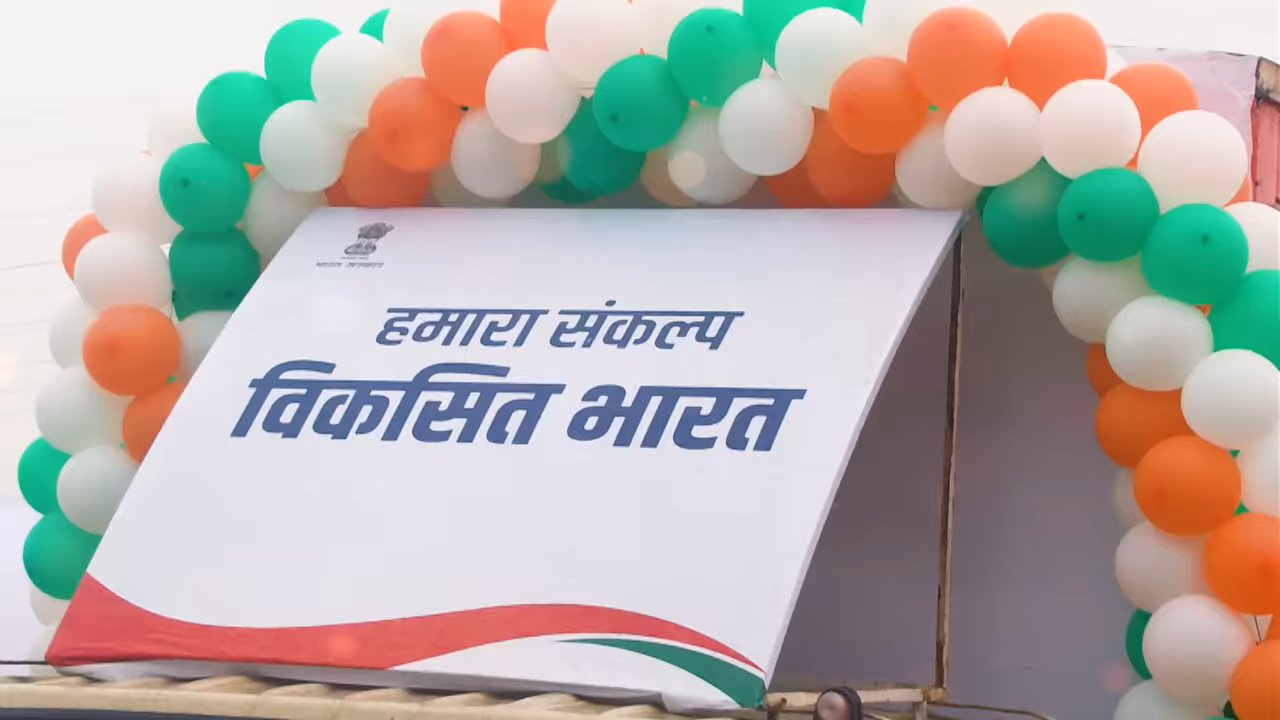 भारत सरकार
हमारा संकल्प
विकसित भारत